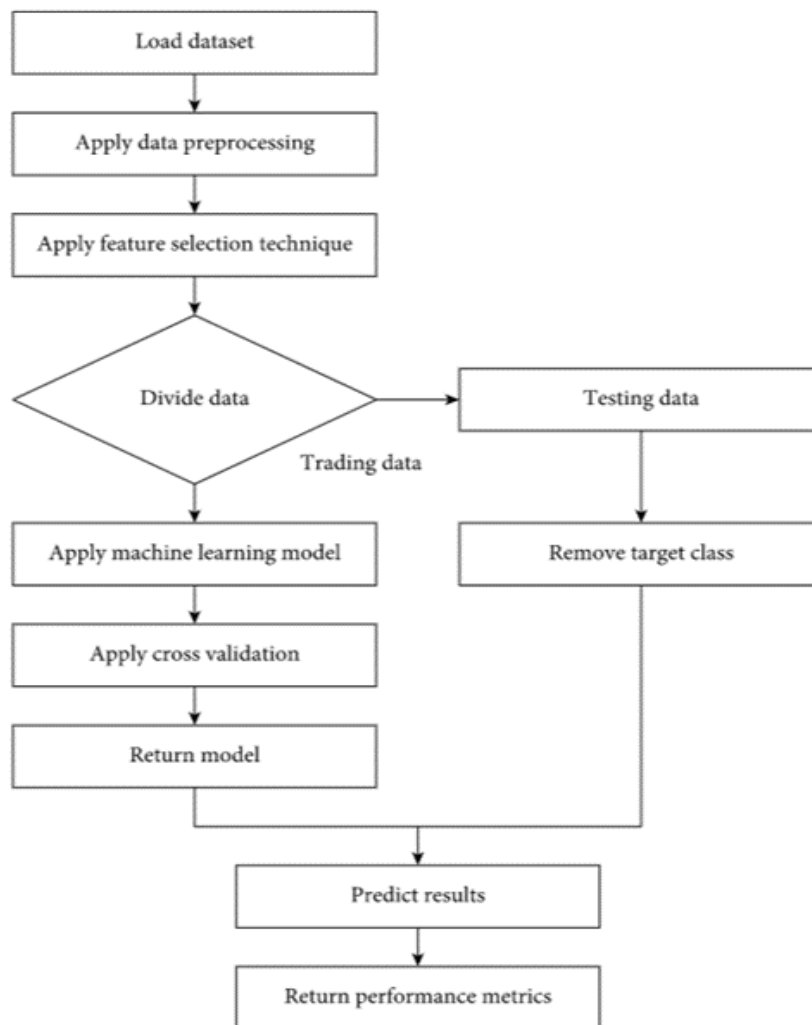 Load dataset
Apply data preprocessing
Apply feature selection technique
Divide data
Testing data
Trading data
Apply machine learning model
Remove target class
Apply cross validation
Return model
Predict results
Return performance metrics